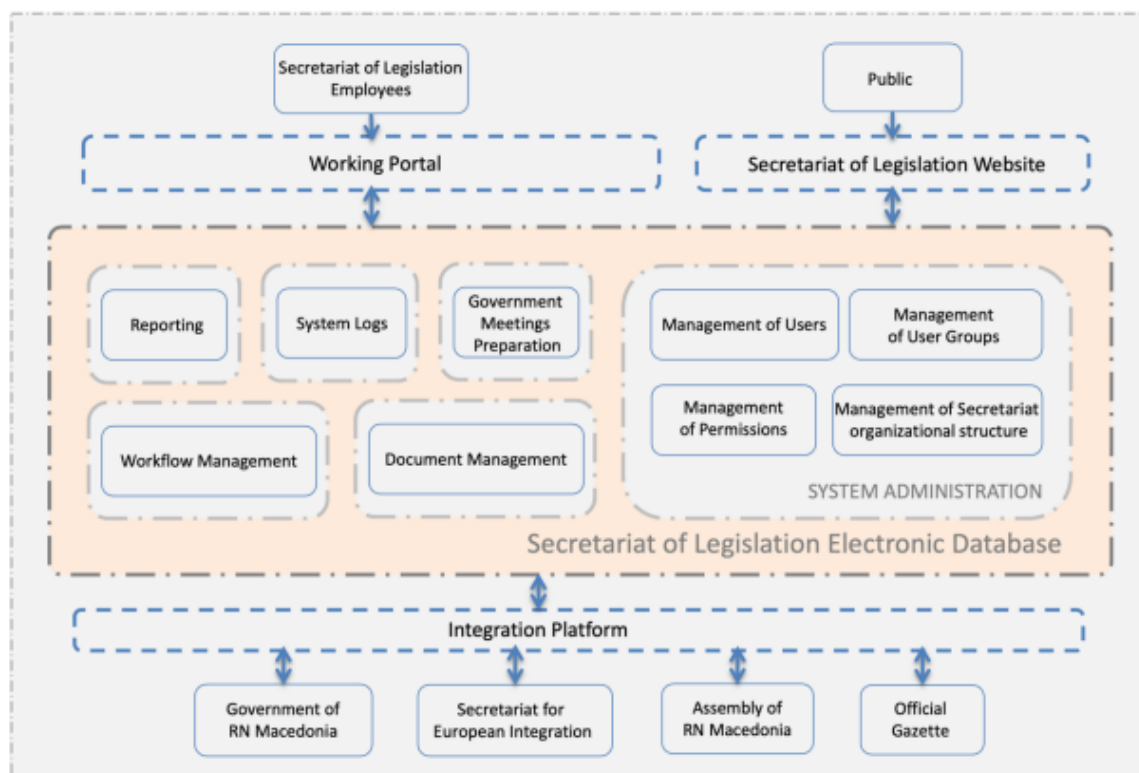 Secretariat of Legislation
Employees
Public
Working Portal
Secretariat of Legislation Website
Reporting
System Logs
Government
Meetings
Preparation
Management of Users
Management
of User Groups
Workflow Management
Document Management
Management
of Permissions
Management of Secretariat
organizational structure
SYSTEM ADMINISTRATION
Secretariat of Legislation Electronic Database
Integration Platform
Government of
RN Macedonia
Secretariat for
European Integration
Assembly of
RN Macedonia
Official
Gazette